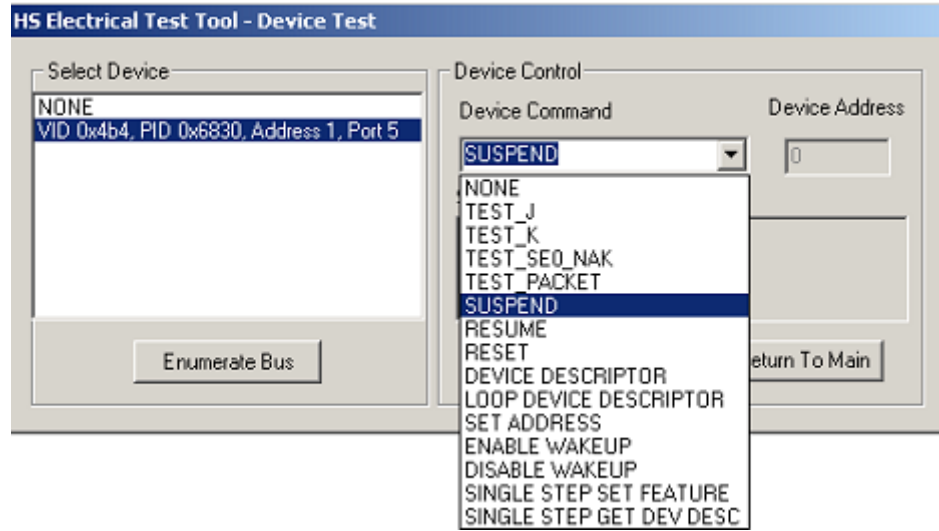 HS Electrical Test Tool - Device Test
Select Device
NONE
VID 0x4b4, PID 0x6830, Address 1, Port 5
Enumerate Bus
Device Control
Device Command
Device Address
SUSPEND
0
NONE
TEST_J
TEST_K
TEST_SE0_NAK
TEST_PACKET
SUSPEND
RESUME
RESET
DEVICE DESCRIPTOR
LOOP DEVICE DESCRIPTOR
SET ADDRESS
ENABLE WAKEUP
DISABLE WAKEUP
SINGLE STEP SET FEATURE
SINGLE STEP GET DEV DESC
eturn To Main